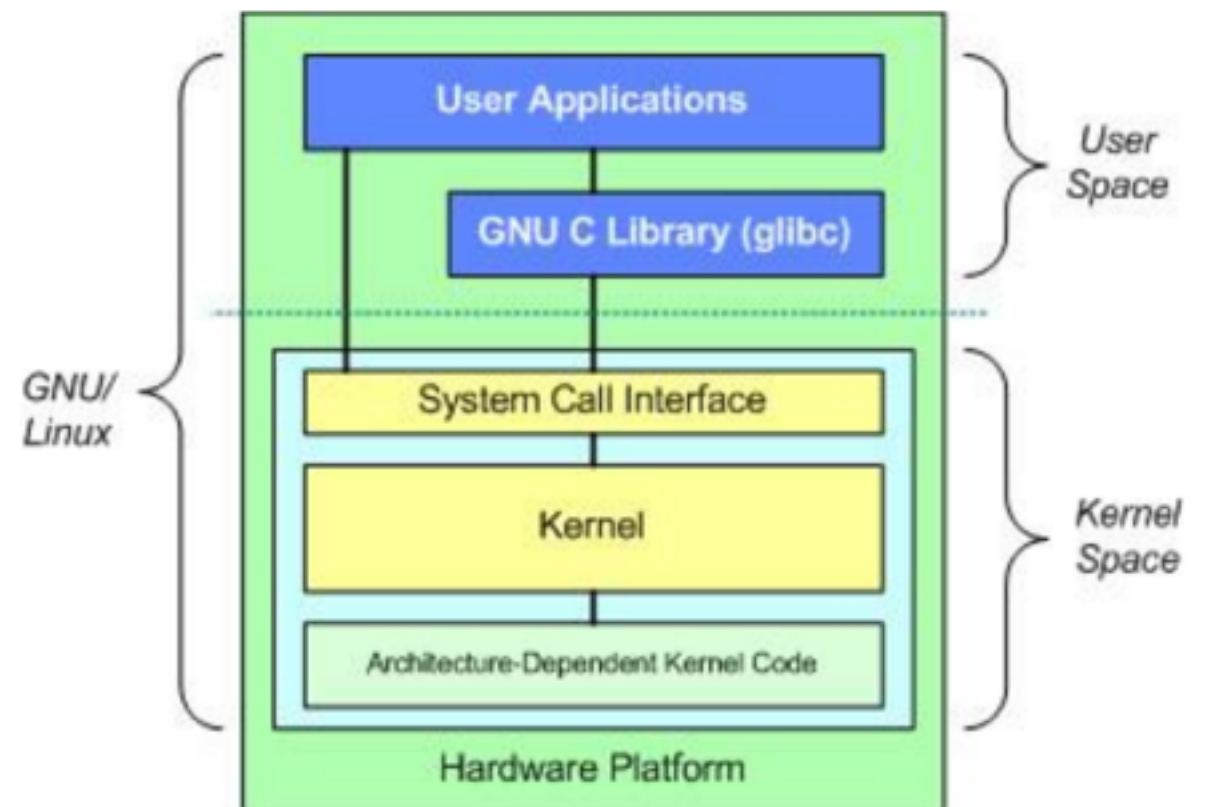 User Applications
User
Space
GNU C Library (glibc)
GNU/
Linux
System Call Interface
Kernel
Kernel
Space
Architecture-Dependent Kernel Code
Hardware Platform